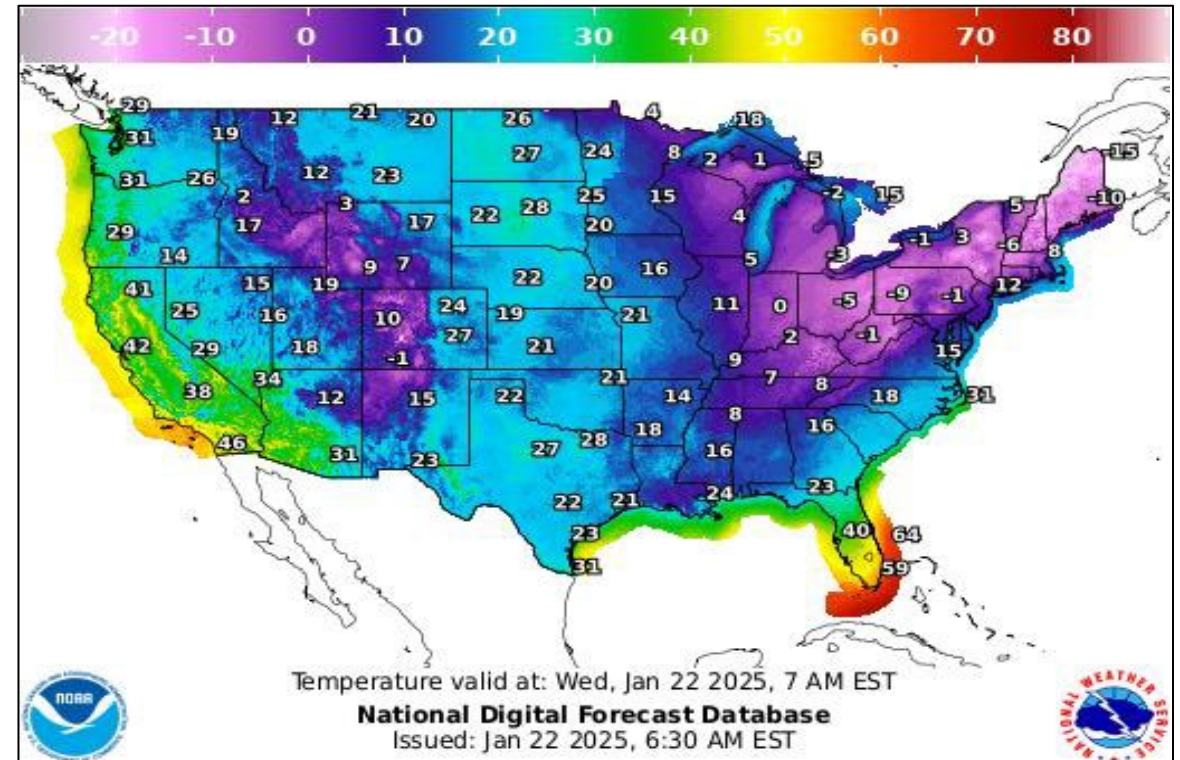 -20 -10 0 10 20 30 40 50 60 70 80
29 12 21 20 26 4 18
31 19 27 24 8 2 1 -5 -15
31 26 2 12 23 25 15 -2 15 -10
29 17 3 17 22 28 20 4 5
14 9 7 16 5 -3 -1 3 -6 8
41 15 19 22 20 12
25 16 10 24 19 21 11 0 -5 -9 -1
42 29 18 -1 27 21 9 2 -1 15
38 34 12 15 22 21 14 7 8 18 31
46 31 23 27 28 18 8 16
16
22 21 24 23
23 40 64
31 59
Temperature valid at: Wed, Jan 22 2025, 7 AM EST
National Digital Forecast Database
Issued: Jan 22 2025, 6:30 AM EST
NOAA
NATIONAL WEATHER SERVICE